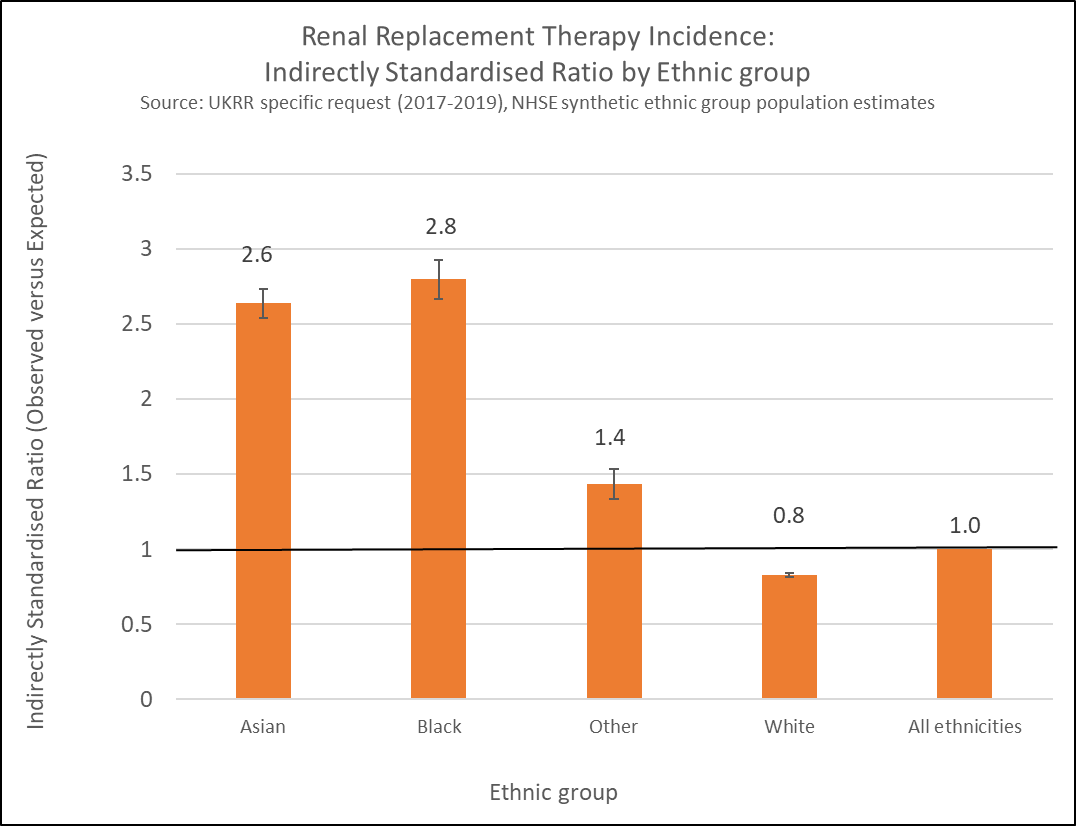 Renal Replacement Therapy Incidence:
Indirectly Standardised Ratio by Ethnic group
Source: UKRR specific request (2017-2019), NHSE synthetic ethnic group population estimates
Indirectly Standardised Ratio (Observed versus Expected)
3.5
3
2.5
2
1.5
1
0.5
0
2.6
2.8
1.4
0.8
1.0
Asian
Black
Other
White
All ethnicities
Ethnic group